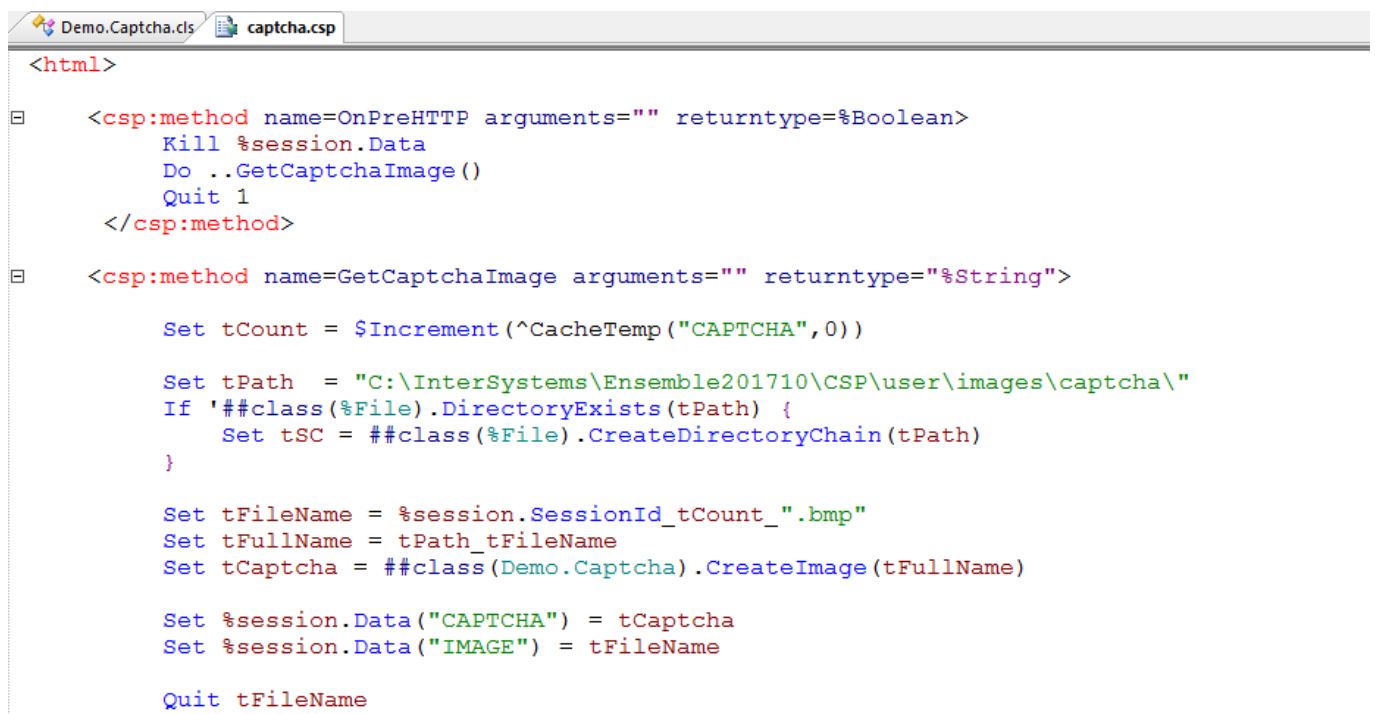 Demo.Captcha.cls captcha.csp
<html>
<csp:method name=OnPreHTTP arguments="" returntype=%Boolean>
Kill %session.Data
Do ..GetCaptchaImage()
Quit 1
</csp:method>
<csp:method name=GetCaptchaImage arguments="" returntype="%String">
Set tCount = $Increment(^CacheTemp("CAPTCHA",0))
Set tPath  = "C:\InterSystems\Ensemble201710\CSP\user\images\captcha\"
If '##class(%File).DirectoryExists(tPath) {
Set tSC = ##class(%File).CreateDirectoryChain(tPath)
}
Set tFileName = %session.SessionId_tCount_".bmp"
Set tFullName = tPath_tFileName
Set tCaptcha = ##class(Demo.Captcha).CreateImage(tFullName)
Set %session.Data("CAPTCHA") = tCaptcha
Set %session.Data("IMAGE") = tFileName
Quit tFileName